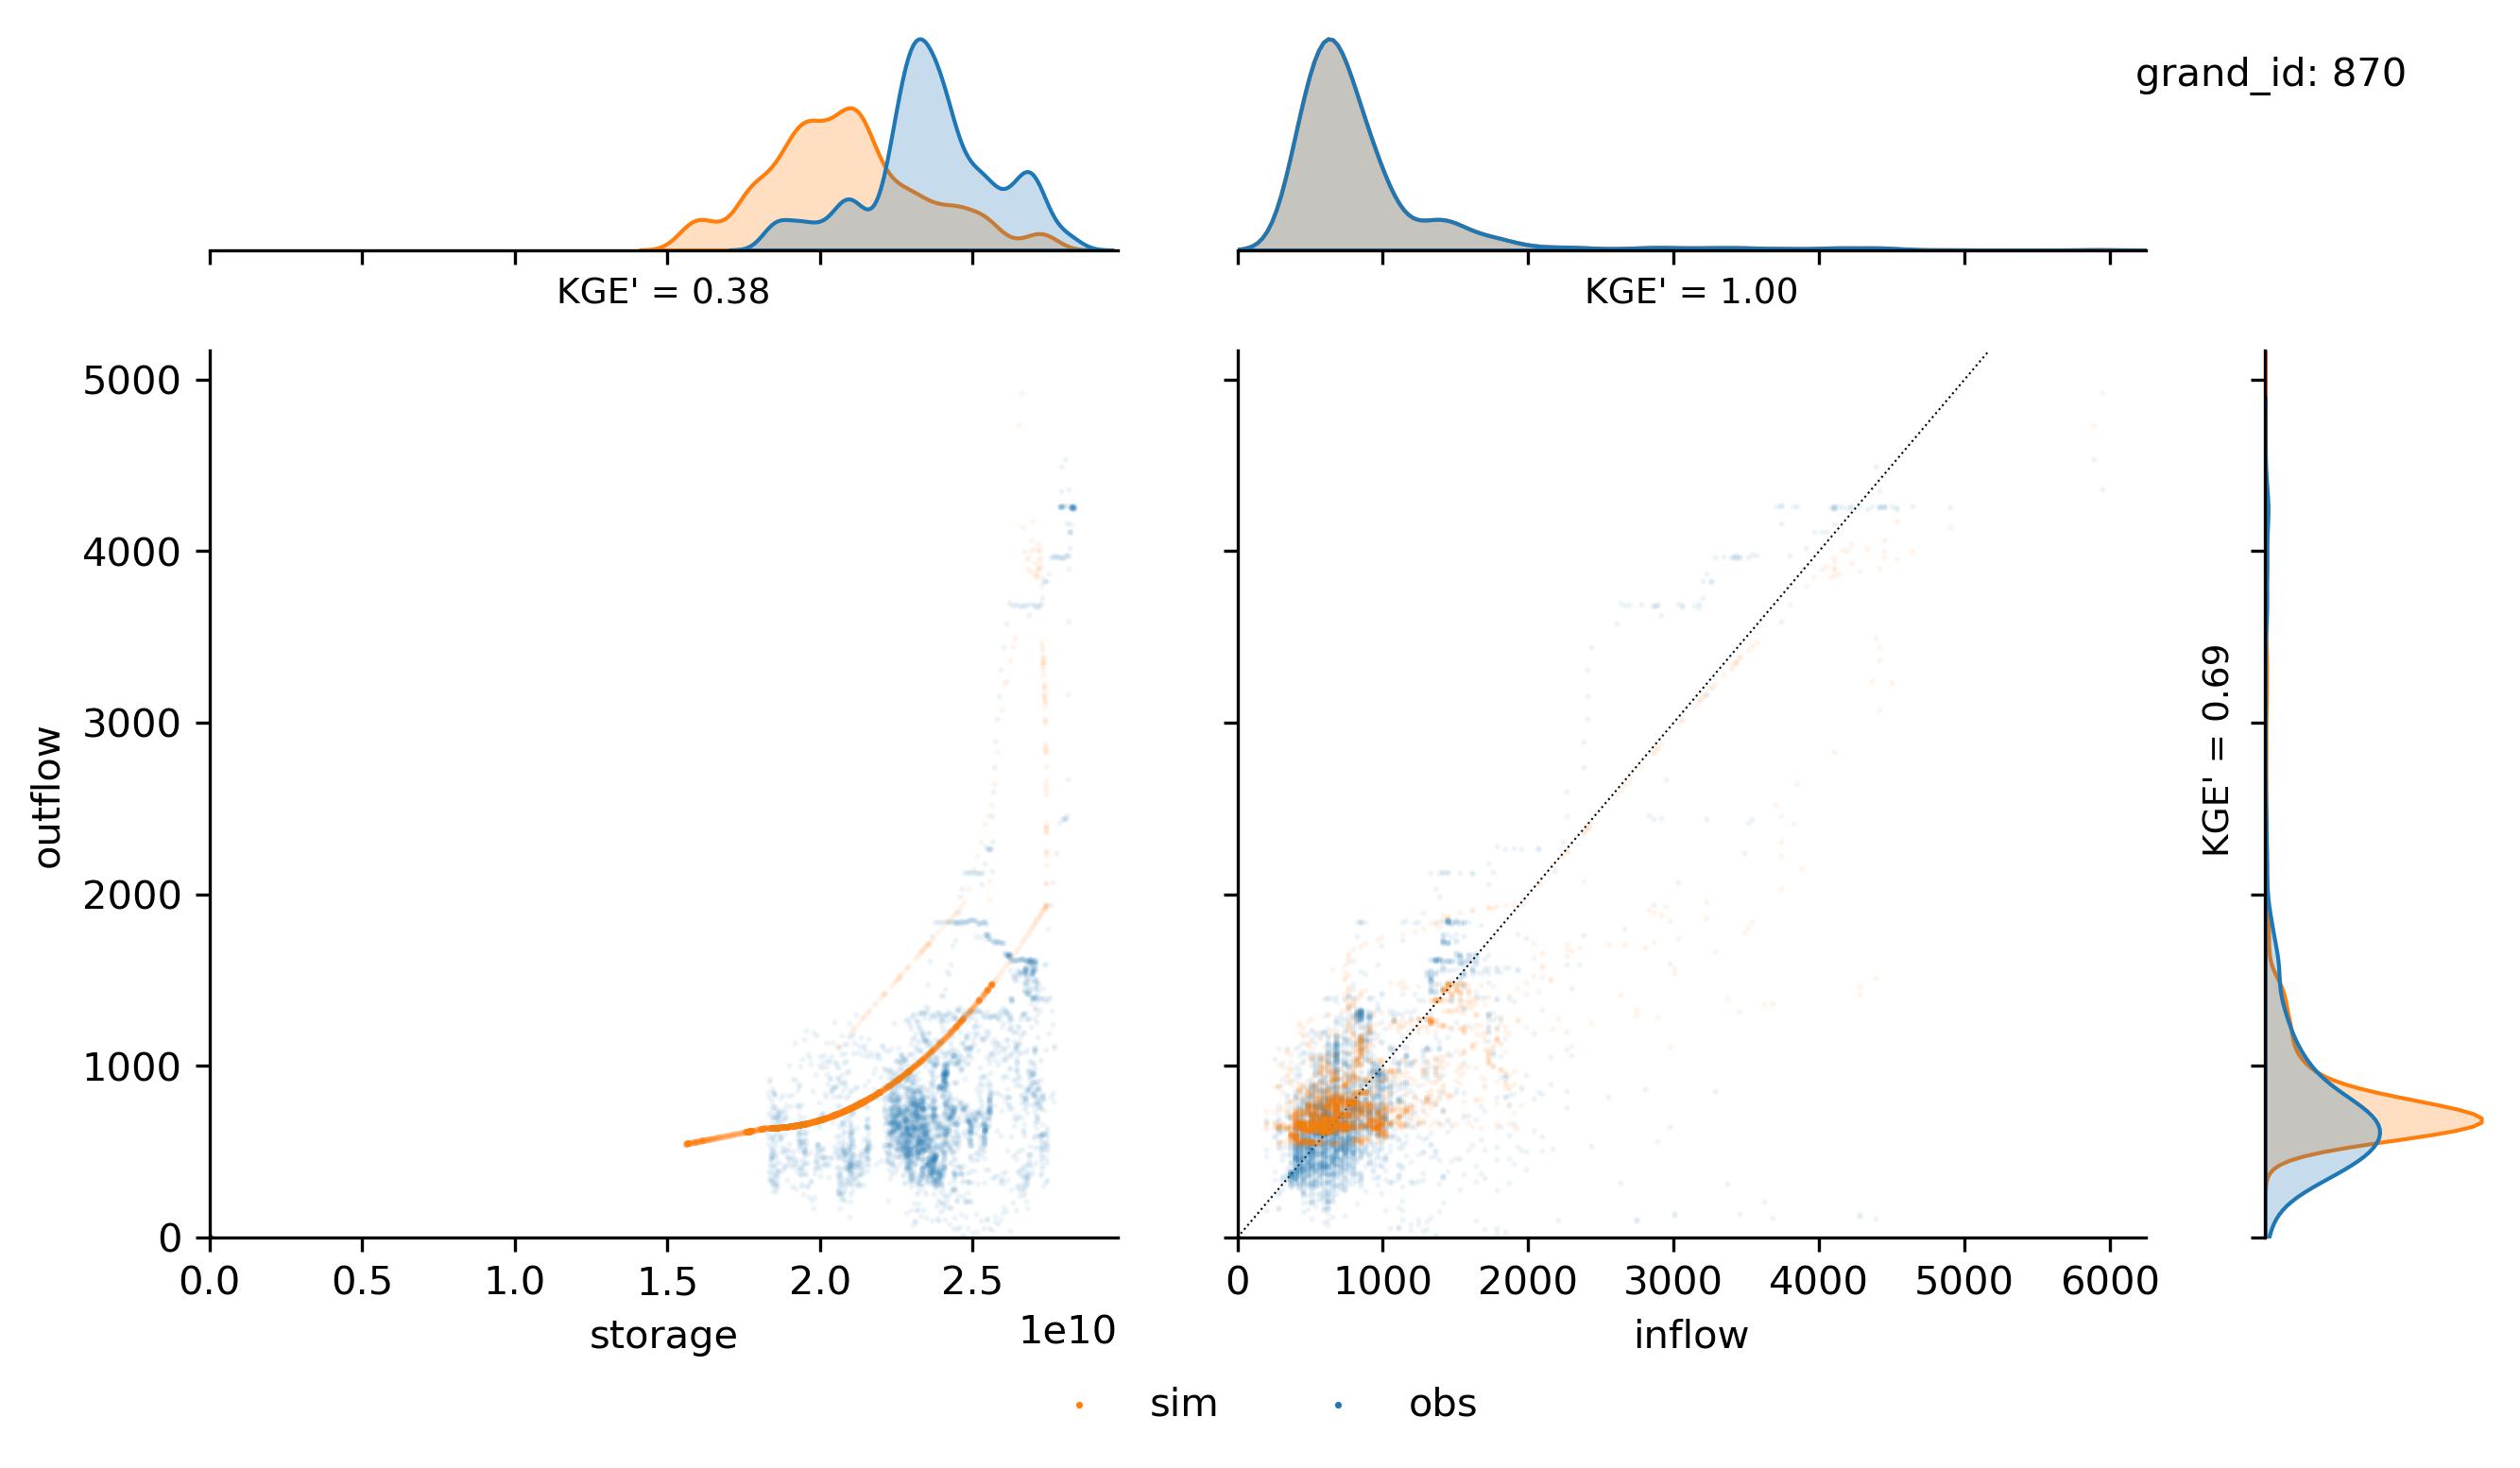 grand_id: 870
KGE' = 0.38
KGE' = 1.00
5000
4000
3000
2000
1000
0
outflow
KGE' = 0.69
0.0 0.5 1.0 1.5 2.0 2.5
0 1000 2000 3000 4000 5000 6000
storage
1e10
inflow
sim
obs